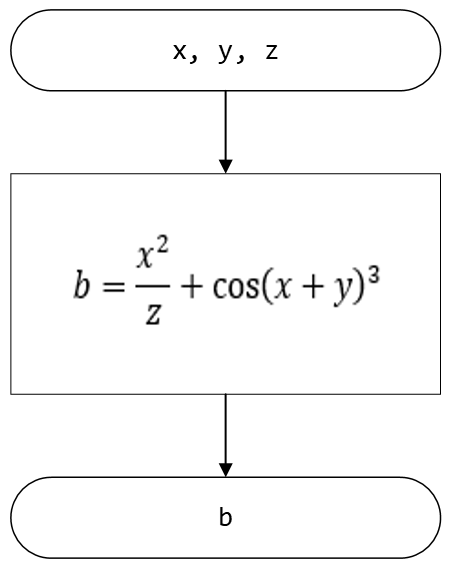 x, y, z
b = x²/z + cos(x + y)³
b